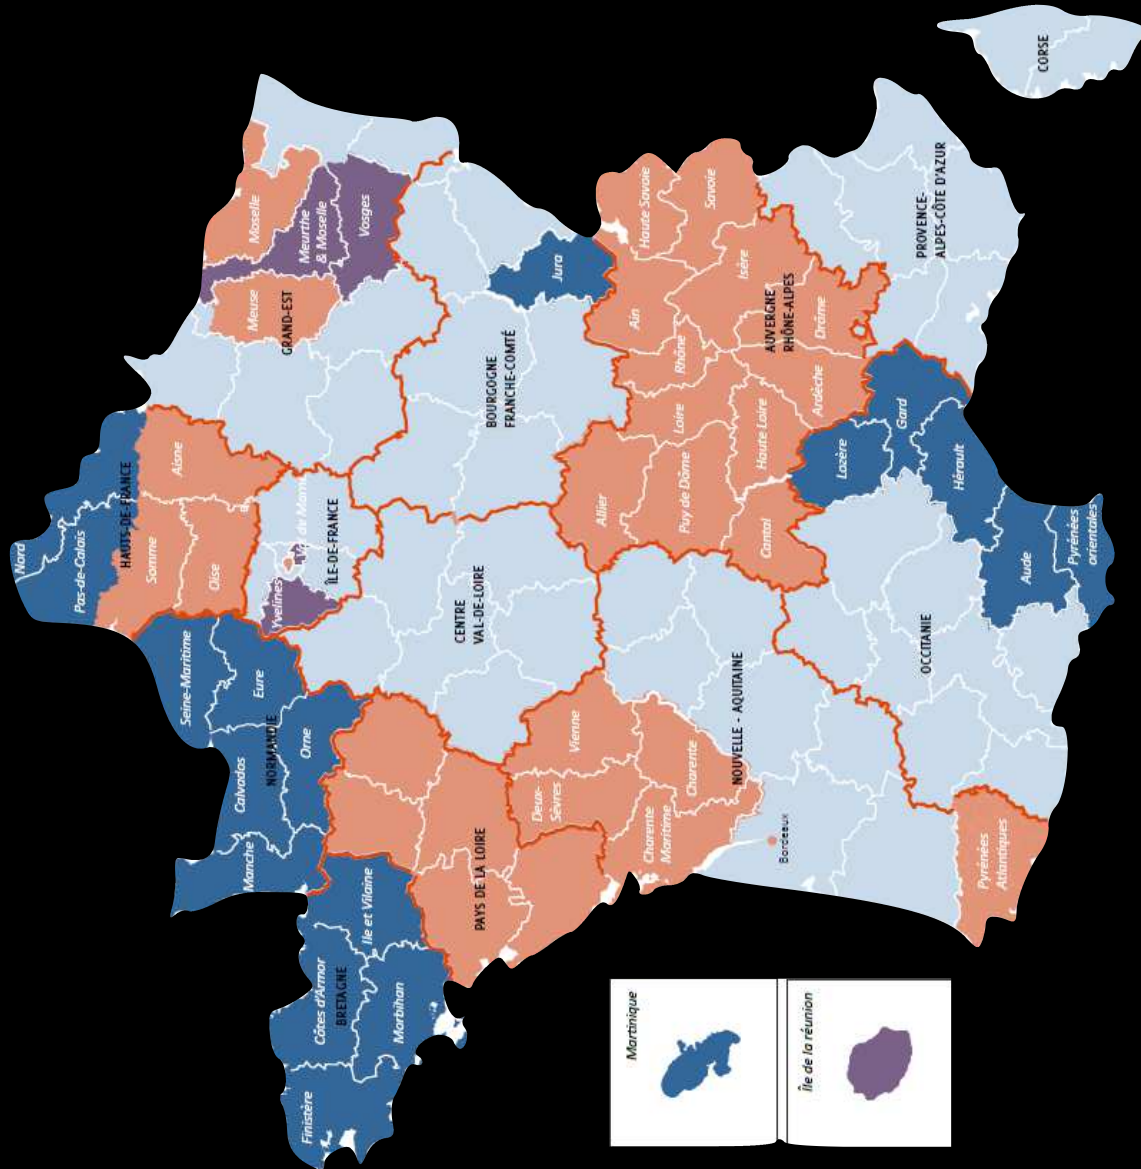 Nord
Pas-de-Calais
HAUTS-DE-FRANCE
Somme
Aisne
Oise
Seine-Maritime
Eure
NORMANDIE
Calvados
Orne
Manche
Yvelines
de Marn
ÎLE-DE-FRANCE
Moselle
Meurthe
& Moselle
Meuse
GRAND-EST
Vosges
Finistère
Côtes d'Armor
BRETAGNE
Ile et Vilaine
Morbihan
PAYS DE LA LOIRE
CENTRE
VAL-DE-LOIRE
BOURGOGNE
FRANCHE-COMTÉ
Jura
Deux-
Sèvres
Vienne
Charente
Maritime
Charente
NOUVELLE - AQUITAINE
Bordeaux
Pyrénées
Atlantiques
Allier
Puy de Dôme
Cantal
Loire
Haute Loire
Rhône
Ain
Haute Savoie
Savoie
Isère
AUVERGNE
RHÔNE-ALPES
Ardèche
Drôme
OCCITANIE
Lozère
Gard
Hérault
Aude
Pyrénées
orientales
PROVENCE-
ALPES-CÔTE D'AZUR
CORSE
Martinique
Île de la réunion